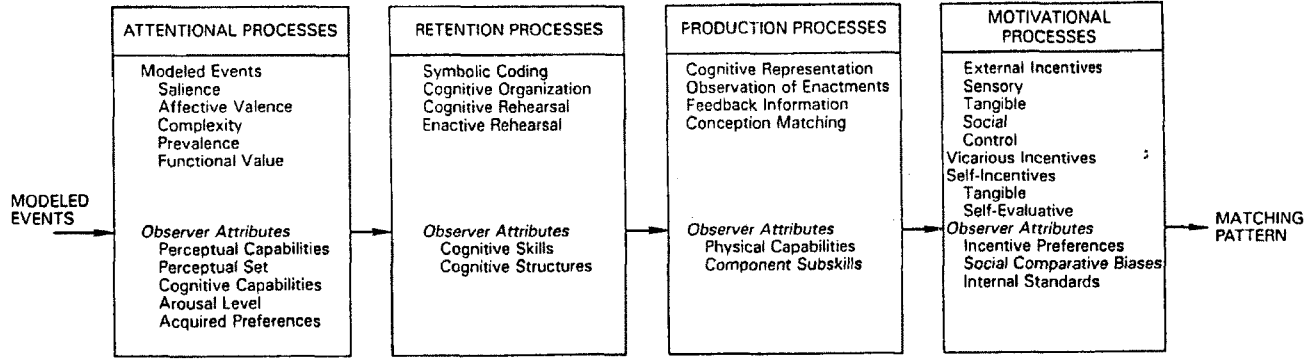 MODELED
EVENTS
ATTENTIONAL PROCESSES
Modeled Events
Salience
Affective Valence
Complexity
Prevalence
Functional Value
Observer Attributes
Perceptual Capabilities
Perceptual Set
Cognitive Capabilities
Arousal Level
Acquired Preferences
RETENTION PROCESSES
Symbolic Coding
Cognitive Organization
Cognitive Rehearsal
Enactive Rehearsal
Observer Attributes
Cognitive Skills
Cognitive Structures
PRODUCTION PROCESSES
Cognitive Representation
Observation of Enactments
Feedback Information
Conception Matching
Observer Attributes
Physical Capabilities
Component Subskills
MOTIVATIONAL
PROCESSES
External Incentives
Sensory
Tangible
Social
Control
Vicarious Incentives
Self-Incentives
Tangible
Self-Evaluative
Observer Attributes
Incentive Preferences
Social Comparative Biases
Internal Standards
MATCHING
PATTERN